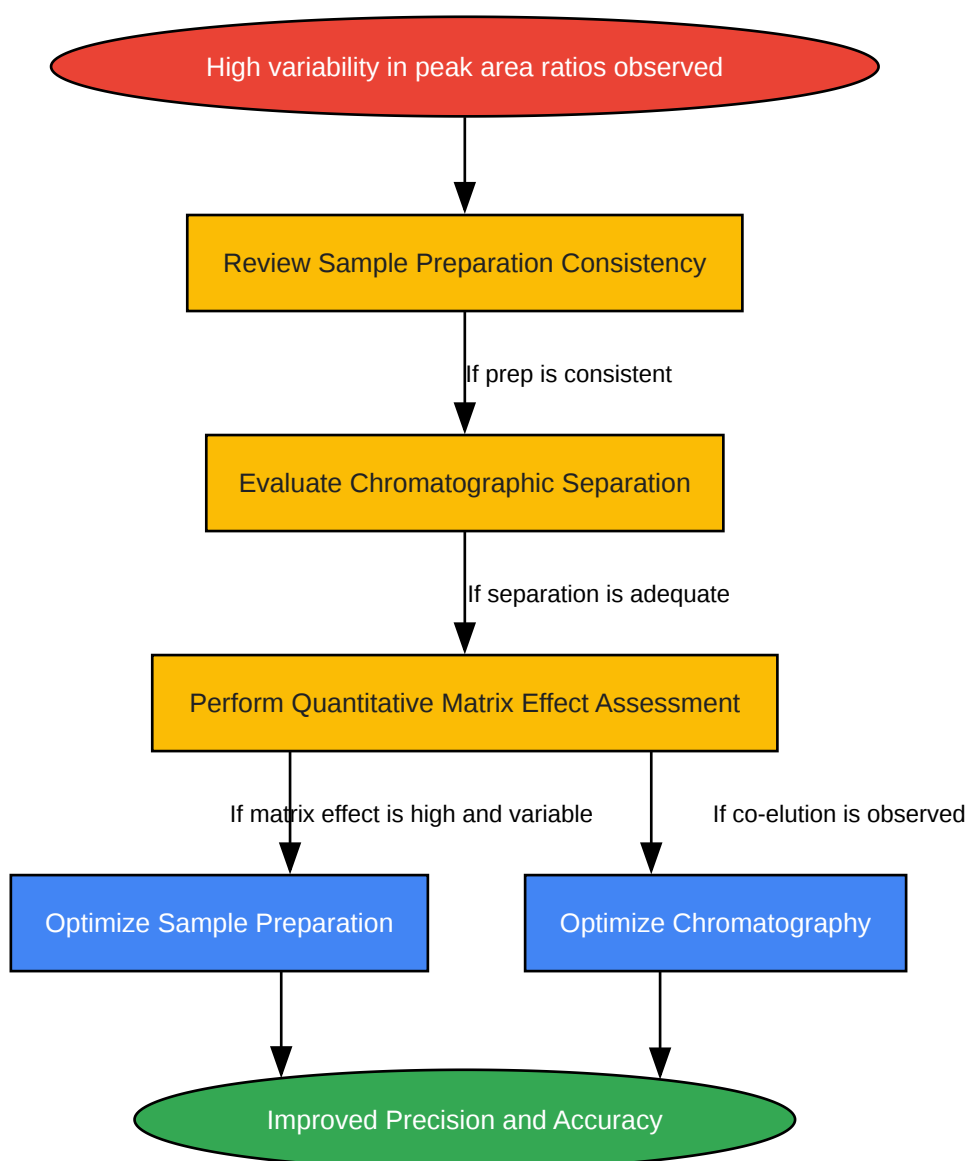 High variability in peak area ratios observed
Review Sample Preparation Consistency
If prep is consistent
Evaluate Chromatographic Separation
If separation is adequate
Perform Quantitative Matrix Effect Assessment
If matrix effect is high and variable
If co-elution is observed
Optimize Sample Preparation
Optimize Chromatography
Improved Precision and Accuracy